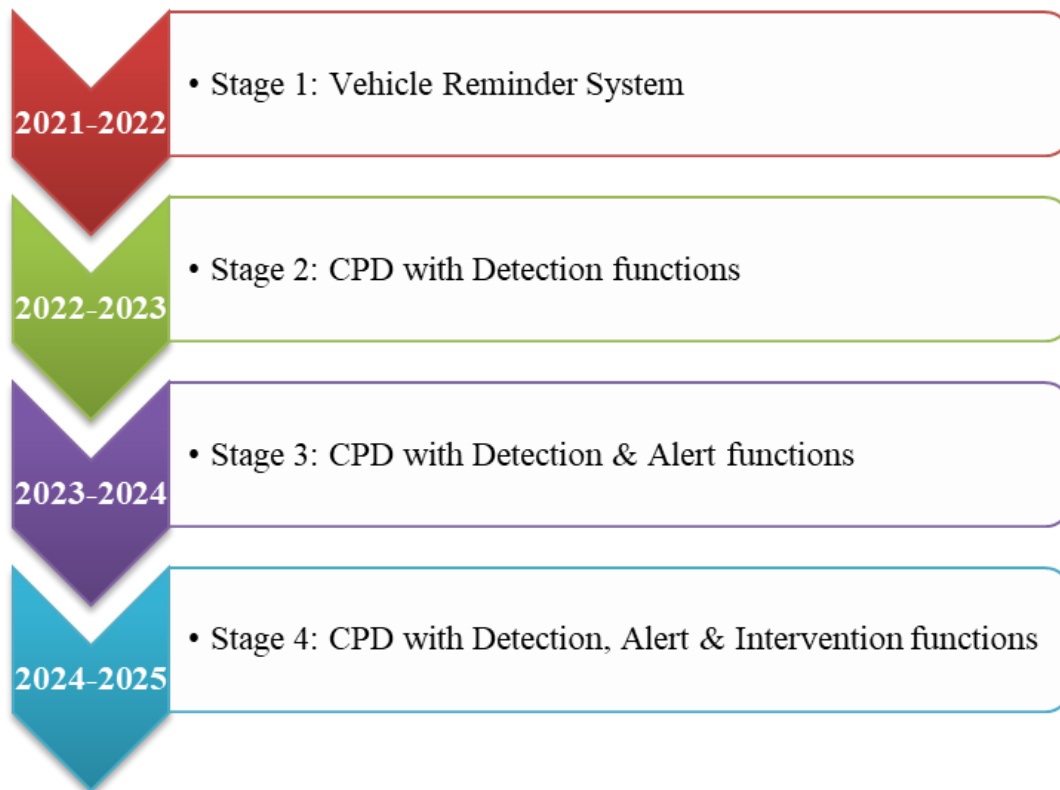 2021-2022
• Stage 1: Vehicle Reminder System
2022-2023
• Stage 2: CPD with Detection functions
2023-2024
• Stage 3: CPD with Detection & Alert functions
2024-2025
• Stage 4: CPD with Detection, Alert & Intervention functions